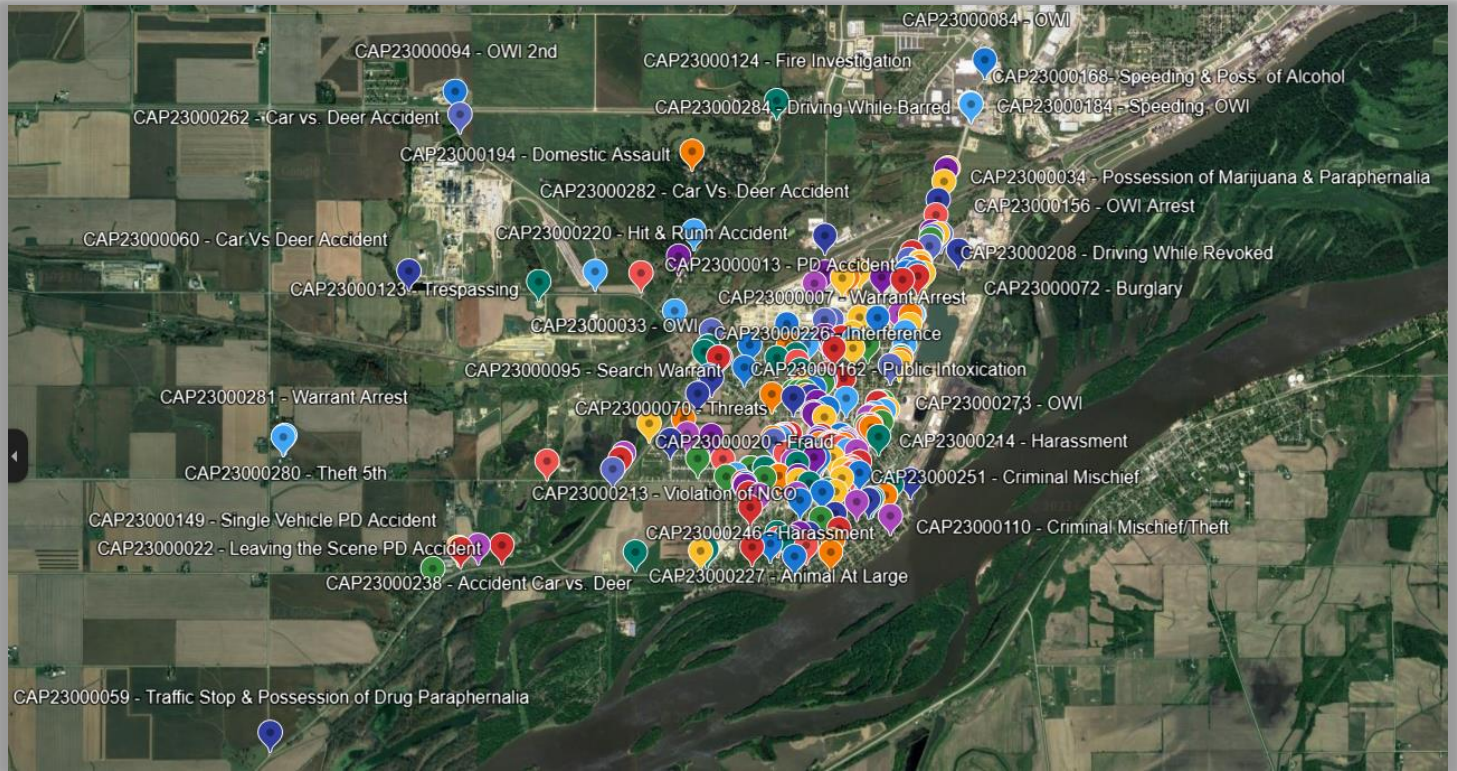 CAP23000084 - OWI
CAP23000094 - OWI 2nd
CAP23000124 - Fire Investigation
CAP23000168- Speeding & Poss. of Alcohol
CAP23000284 - Driving While Barred
CAP23000184 - Speeding, OWI
CAP23000262 - Car vs. Deer Accident
CAP23000194 - Domestic Assault
CAP23000034 - Possession of Marijuana & Paraphernalia
CAP23000282 - Car Vs. Deer Accident
CAP23000156 - OWI Arrest
CAP23000220 - Hit & Runn Accident
CAP23000060 - Car Vs Deer Accident
CAP23000208 - Driving While Revoked
CAP23000013 - PD Accident
CAP23000123 - Trespassing
CAP23000072 - Burglary
CAP23000007 - Warrant Arrest
CAP23000033 - OWI
CAP23000226 - Interference
CAP23000095 - Search Warrant
CAP23000162 - Public Intoxication
CAP23000281 - Warrant Arrest
CAP23000070 - Threats
CAP23000273 - OWI
CAP23000020 - Fraud
CAP23000214 - Harassment
CAP23000280 - Theft 5th
CAP23000251 - Criminal Mischief
CAP23000213 - Violation of NCO
CAP23000149 - Single Vehicle PD Accident
CAP23000110 - Criminal Mischief/Theft
CAP23000246 - Harassment
CAP23000022 - Leaving the Scene PD Accident
CAP23000227 - Animal At Large
CAP23000238 - Accident Car vs. Deer
CAP23000059 - Traffic Stop & Possession of Drug Paraphernalia